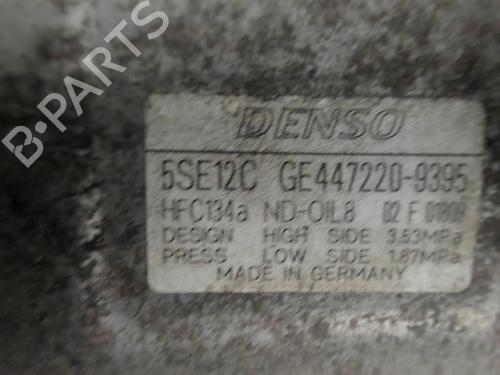 B-PARTS
DENSO
5SE12C GE447220-9395
HFC134a ND-OIL8 02 F 01809
DESIGN HIGH SIDE 3.53MPa
PRESS LOW SIDE 1.87MPa
MADE IN GERMANY